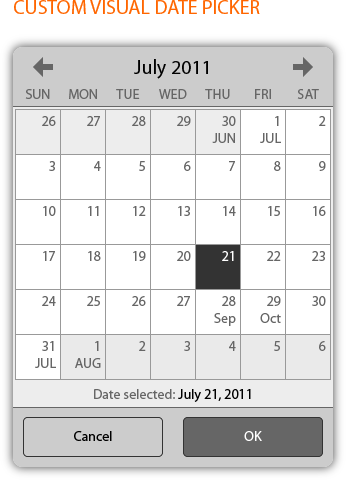 CUSTOM VISUAL DATE PICKER
July 2011
SUN MON TUE WED THU FRI SAT
26 27 28 29 30 1 2
JUN JUL
3 4 5 6 7 8 9
10 11 12 13 14 15 16
17 18 19 20 21 22 23
24 25 26 27 28 29 30
Sep Oct
31 1 2 3 4 5 6
JUL AUG
Date selected: July 21, 2011
Cancel OK